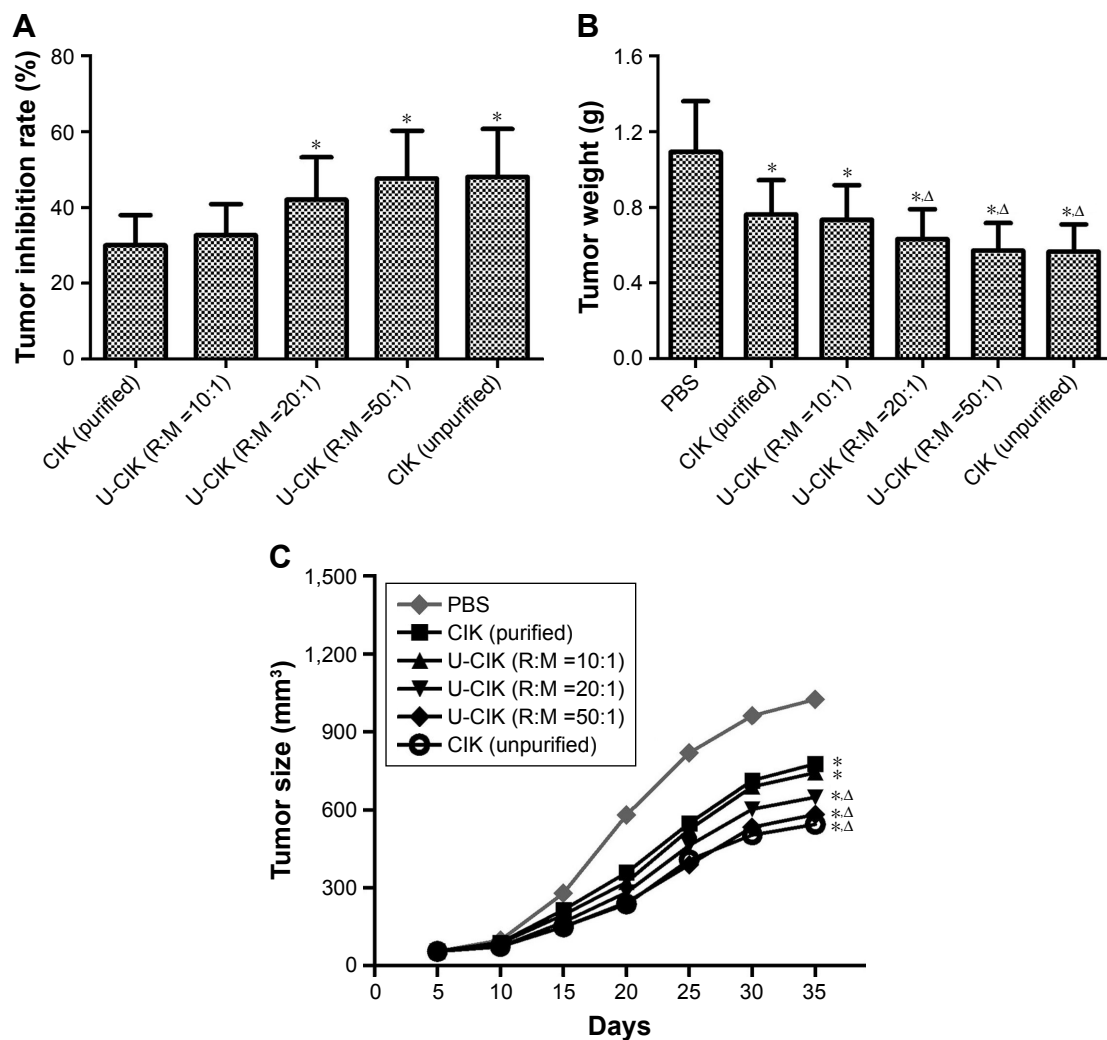 A
Tumor inhibition rate (%)
80
60
40
20
0
*
*
*
CIK (purified)
U-CIK (R:M =10:1)
U-CIK (R:M =20:1)
U-CIK (R:M =50:1)
CIK (unpurified)
B
Tumor weight (g)
1.6
1.2
0.8
0.4
0.0
*
*
*,Δ
*,Δ
*,Δ
PBS
CIK (purified)
U-CIK (R:M =10:1)
U-CIK (R:M =20:1)
U-CIK (R:M =50:1)
CIK (unpurified)
C
Tumor size (mm³)
1,500
1,200
900
600
300
0
PBS
CIK (purified)
U-CIK (R:M =10:1)
U-CIK (R:M =20:1)
U-CIK (R:M =50:1)
CIK (unpurified)
*
*
*,Δ
*,Δ
*,Δ
0 5 10 15 20 25 30 35
Days